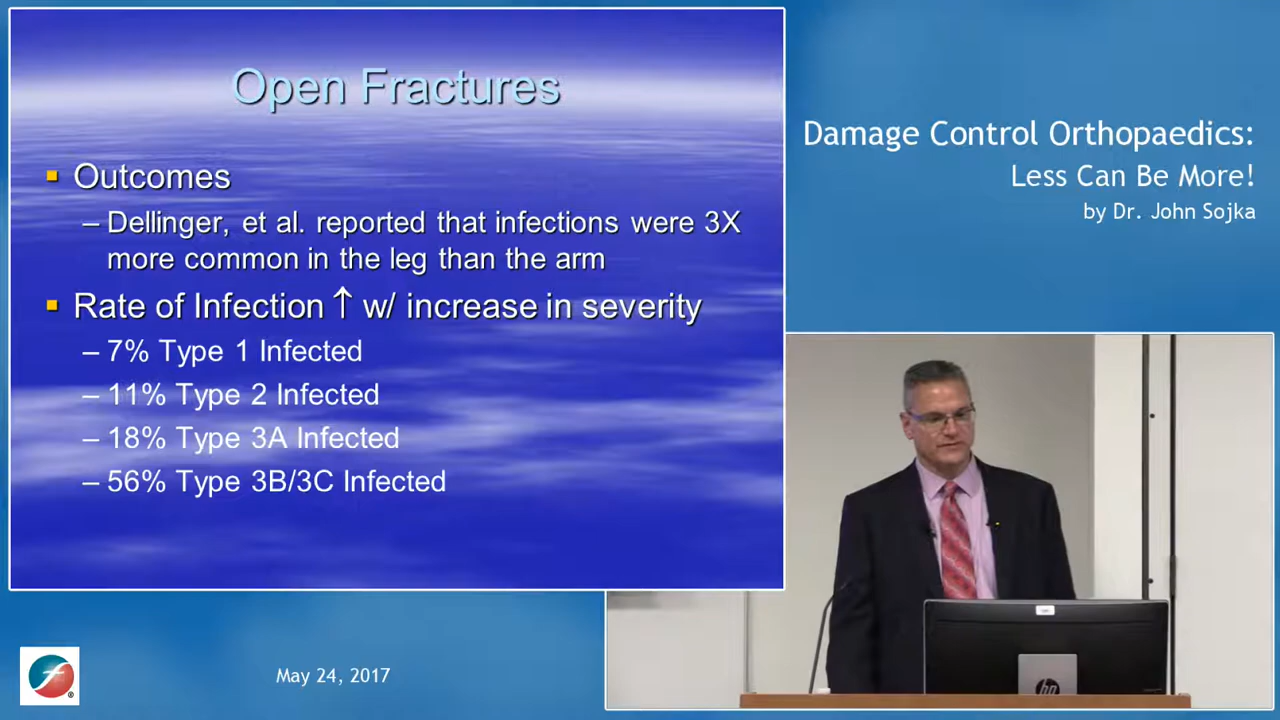 Open Fractures
Outcomes
– Dellinger, et al. reported that infections were 3X
more common in the leg than the arm
Rate of Infection ↑ w/ increase in severity
– 7% Type 1 Infected
– 11% Type 2 Infected
– 18% Type 3A Infected
– 56% Type 3B/3C Infected
Damage Control Orthopaedics:
Less Can Be More!
by Dr. John Sojka
hp
f ®
May 24, 2017